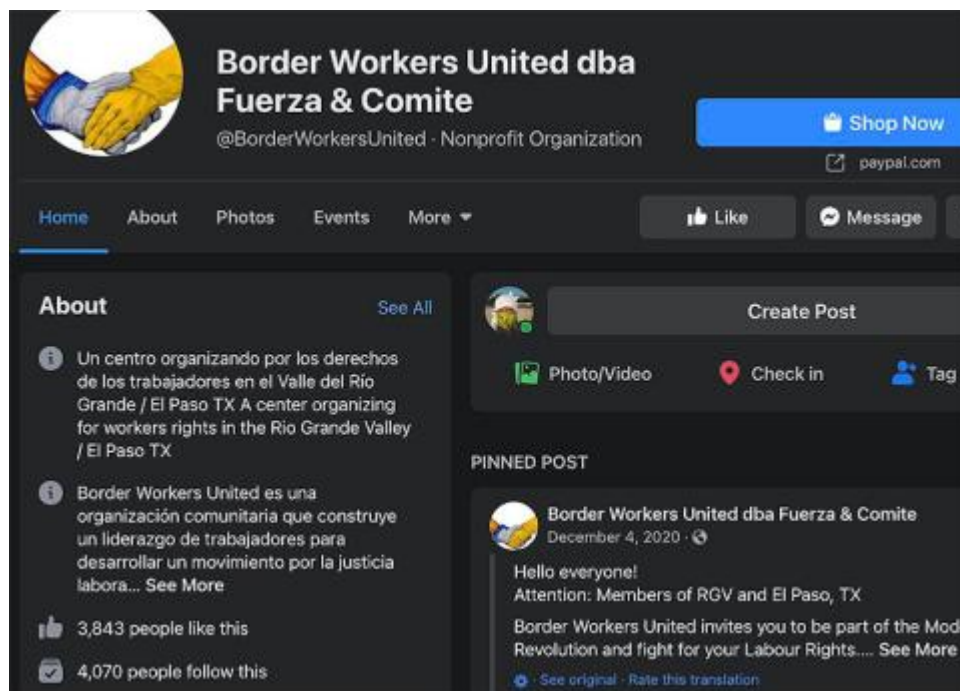 Border Workers United dba
Fuerza & Comite
@BorderWorkersUnited · Nonprofit Organization
Shop Now
paypal.com
Home
About
Photos
Events
More
Like
Message
About
See All
Un centro organizando por los derechos
de los trabajadores en el Valle del Río
Grande / El Paso TX A center organizing
for workers rights in the Rio Grande Valley
/ El Paso TX
Border Workers United es una
organización comunitaria que construye
un liderazgo de trabajadores para
desarrollar un movimiento por la justicia
labora... See More
3,843 people like this
4,070 people follow this
Create Post
Photo/Video
Check in
Tag
PINNED POST
Border Workers United dba Fuerza & Comite
December 4, 2020 ·
Hello everyone!
Attention: Members of RGV and El Paso, TX
Border Workers United invites you to be part of the Mod
Revolution and fight for your Labour Rights.... See More
· See original · Rate this translation